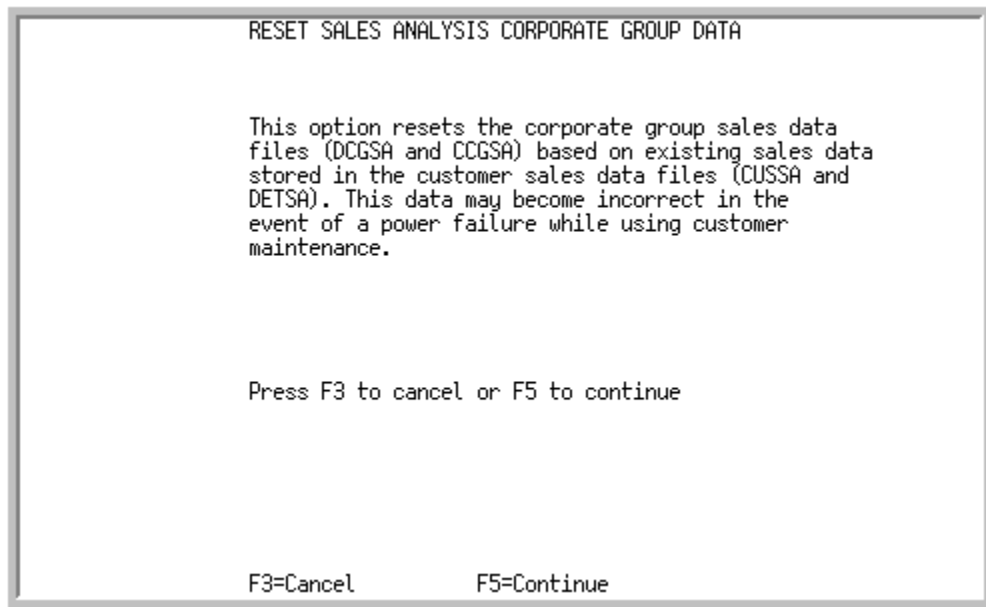 RESET SALES ANALYSIS CORPORATE GROUP DATA
This option resets the corporate group sales data
files (DCGSA and CCGSA) based on existing sales data
stored in the customer sales data files (CUSSA and
DETSA). This data may become incorrect in the
event of a power failure while using customer
maintenance.
Press F3 to cancel or F5 to continue
F3=Cancel F5=Continue